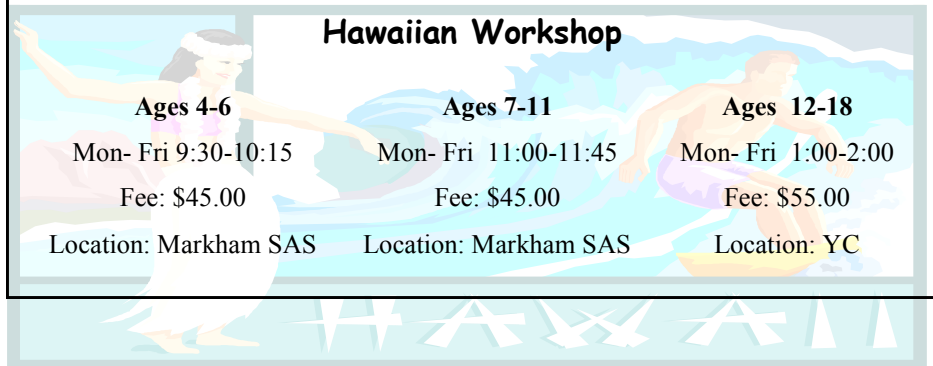 Hawaiian Workshop
Ages 4-6
Mon- Fri 9:30-10:15
Fee: $45.00
Location: Markham SAS
Ages 7-11
Mon- Fri 11:00-11:45
Fee: $45.00
Location: Markham SAS
Ages 12-18
Mon- Fri 1:00-2:00
Fee: $55.00
Location: YC
HAWAII